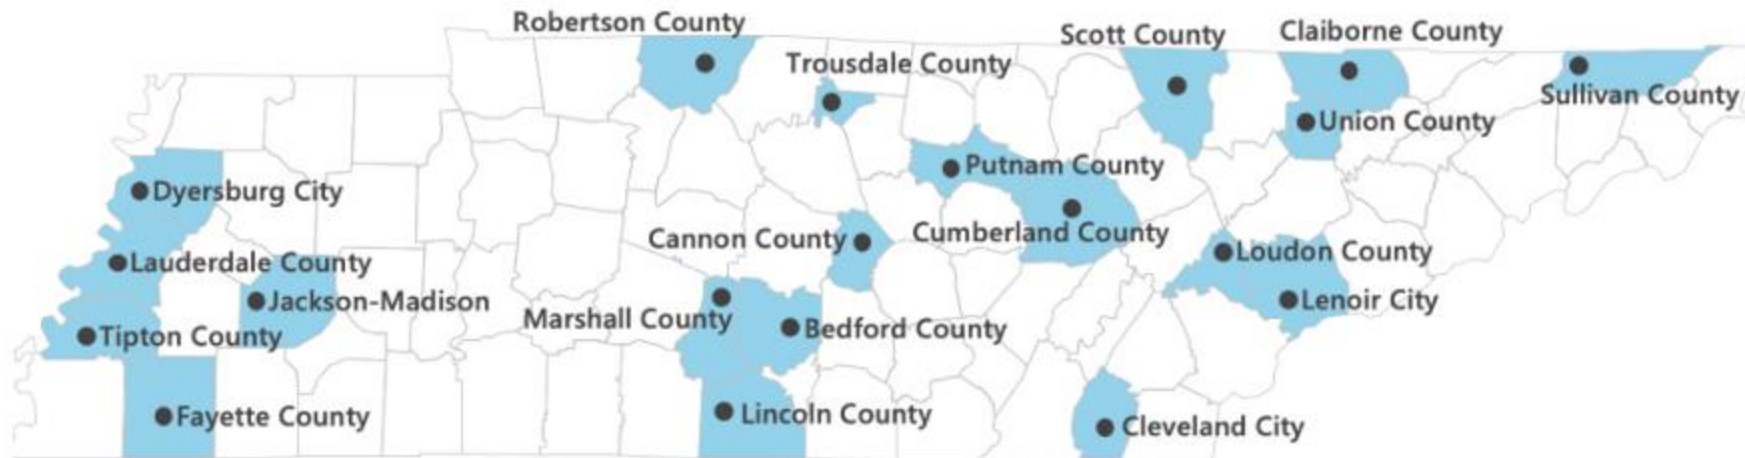 Robertson County
Scott County
Claiborne County
Trousdale County
Sullivan County
Union County
Putnam County
Dyersburg City
Cannon County
Cumberland County
Loudon County
Lauderdale County
Jackson-Madison
Lenoir City
Marshall County
Bedford County
Tipton County
Fayette County
Lincoln County
Cleveland City